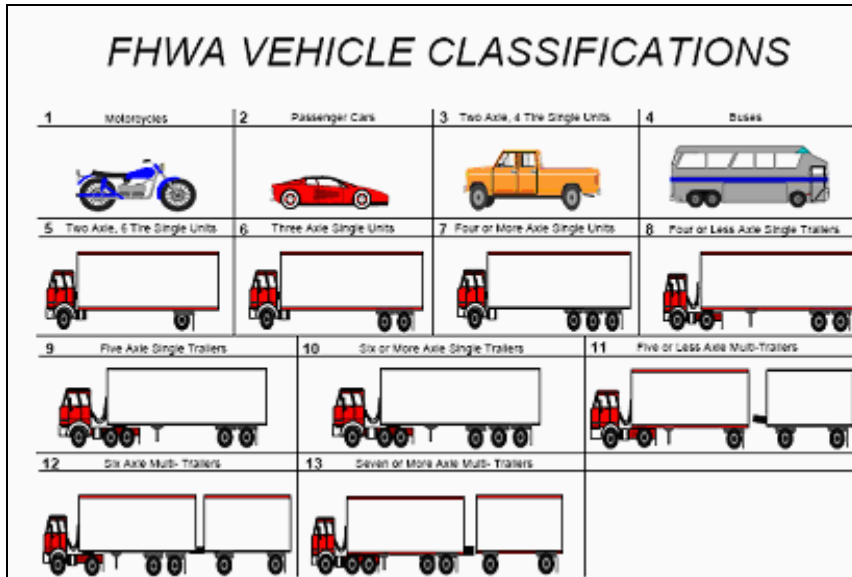 FHWA VEHICLE CLASSIFICATIONS
1 Motorcycles
2 Passenger Cars
3 Two Axle, 4 Tire Single Units
4 Buses
5 Two Axle, 6 Tire Single Units
6 Three Axle Single Units
7 Four or More Axle Single Units
8 Four or Less Axle Single Trailers
9 Five Axle Single Trailers
10 Six or More Axle Single Trailers
11 Five or Less Axle Multi-Trailers
12 Six Axle Multi- Trailers
13 Seven or More Axle Multi- Trailers